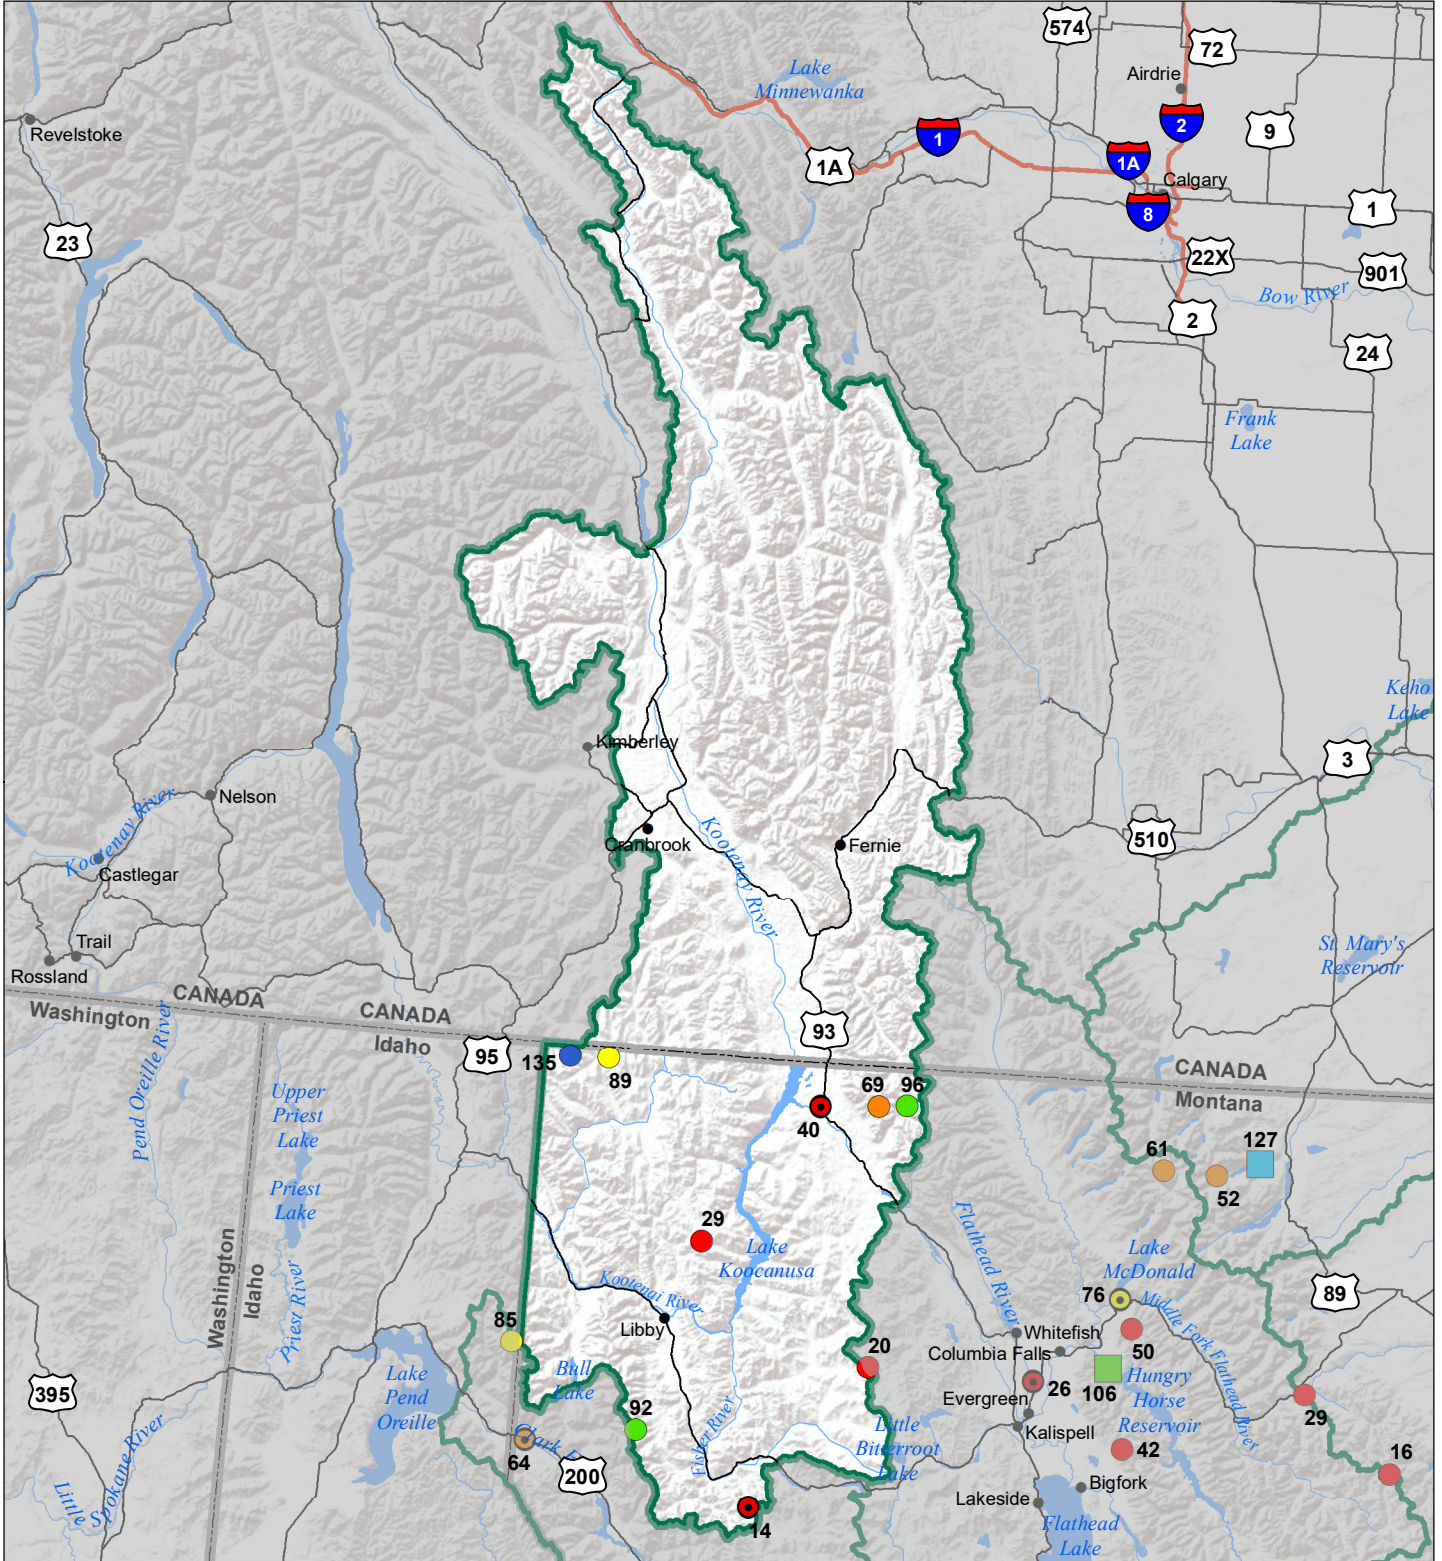 574
72
Airdrie
Lake
Minnewanka
2
9
Revelstoke
1
1A
1A
Calgary
8
1
23
22X
901
Bow River
2
24
Frank
Lake
Keho
Lake
Kimberley
3
Nelson
Kootenay River
Kootenay River
510
Cranbrook
Fernie
Castlegar
Trail
Rossland
St. Mary's
Reservoir
CANADA
Washington
CANADA
Idaho
Pend Oreille River
95
93
135
89
69
96
40
CANADA
Montana
Upper
Priest
Lake
Priest
Lake
61
127
52
29
Lake
Koocanusa
Flathead River
Lake
McDonald
Washington
Idaho
Priest River
Kootenai River
Libby
76
Middle Fork Flathead River
89
85
Whitefish
Columbia Falls
50
20
Bull
Lake
Lake
Pend
Oreille
26
106
Hungry
Horse
Reservoir
395
Evergreen
92
Kalispell
29
Fisher River
Little
Bitterroot
Lake
42
Clark F
64
200
16
Little Spokane River
Bigfork
Lakeside
14
Flathead
Lake